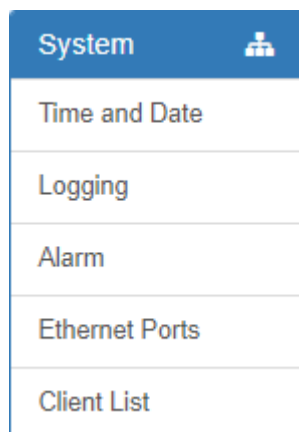 System
Time and Date
Logging
Alarm
Ethernet Ports
Client List